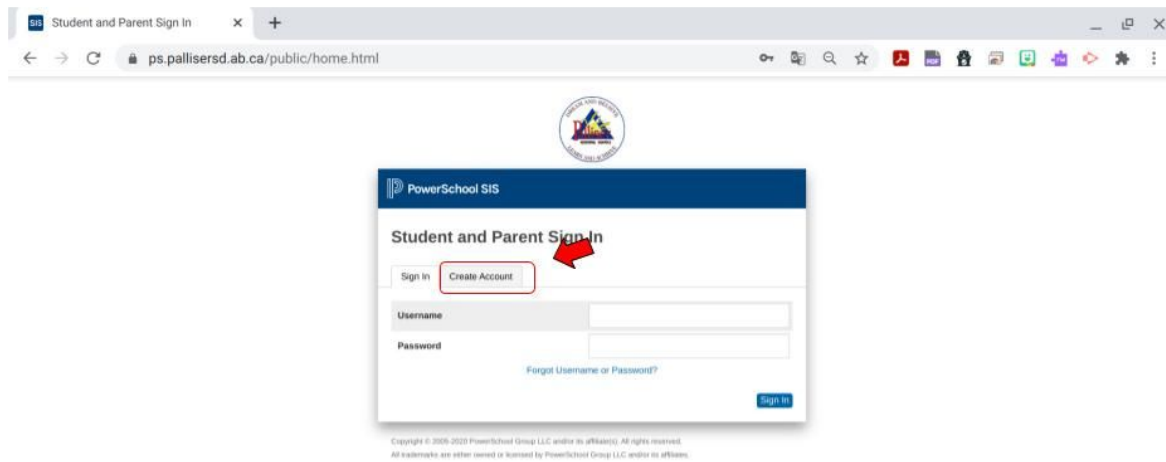 SIS Student and Parent Sign In
ps.pallisersd.ab.ca/public/home.html
PowerSchool SIS
Student and Parent Sign In
Sign In Create Account
Username
Password
Forgot Username or Password?
Sign In
Copyright © 2005-2020 PowerSchool Group LLC and/or its affiliate(s). All rights reserved.
All trademarks are either owned or licensed by PowerSchool Group LLC and/or its affiliates.